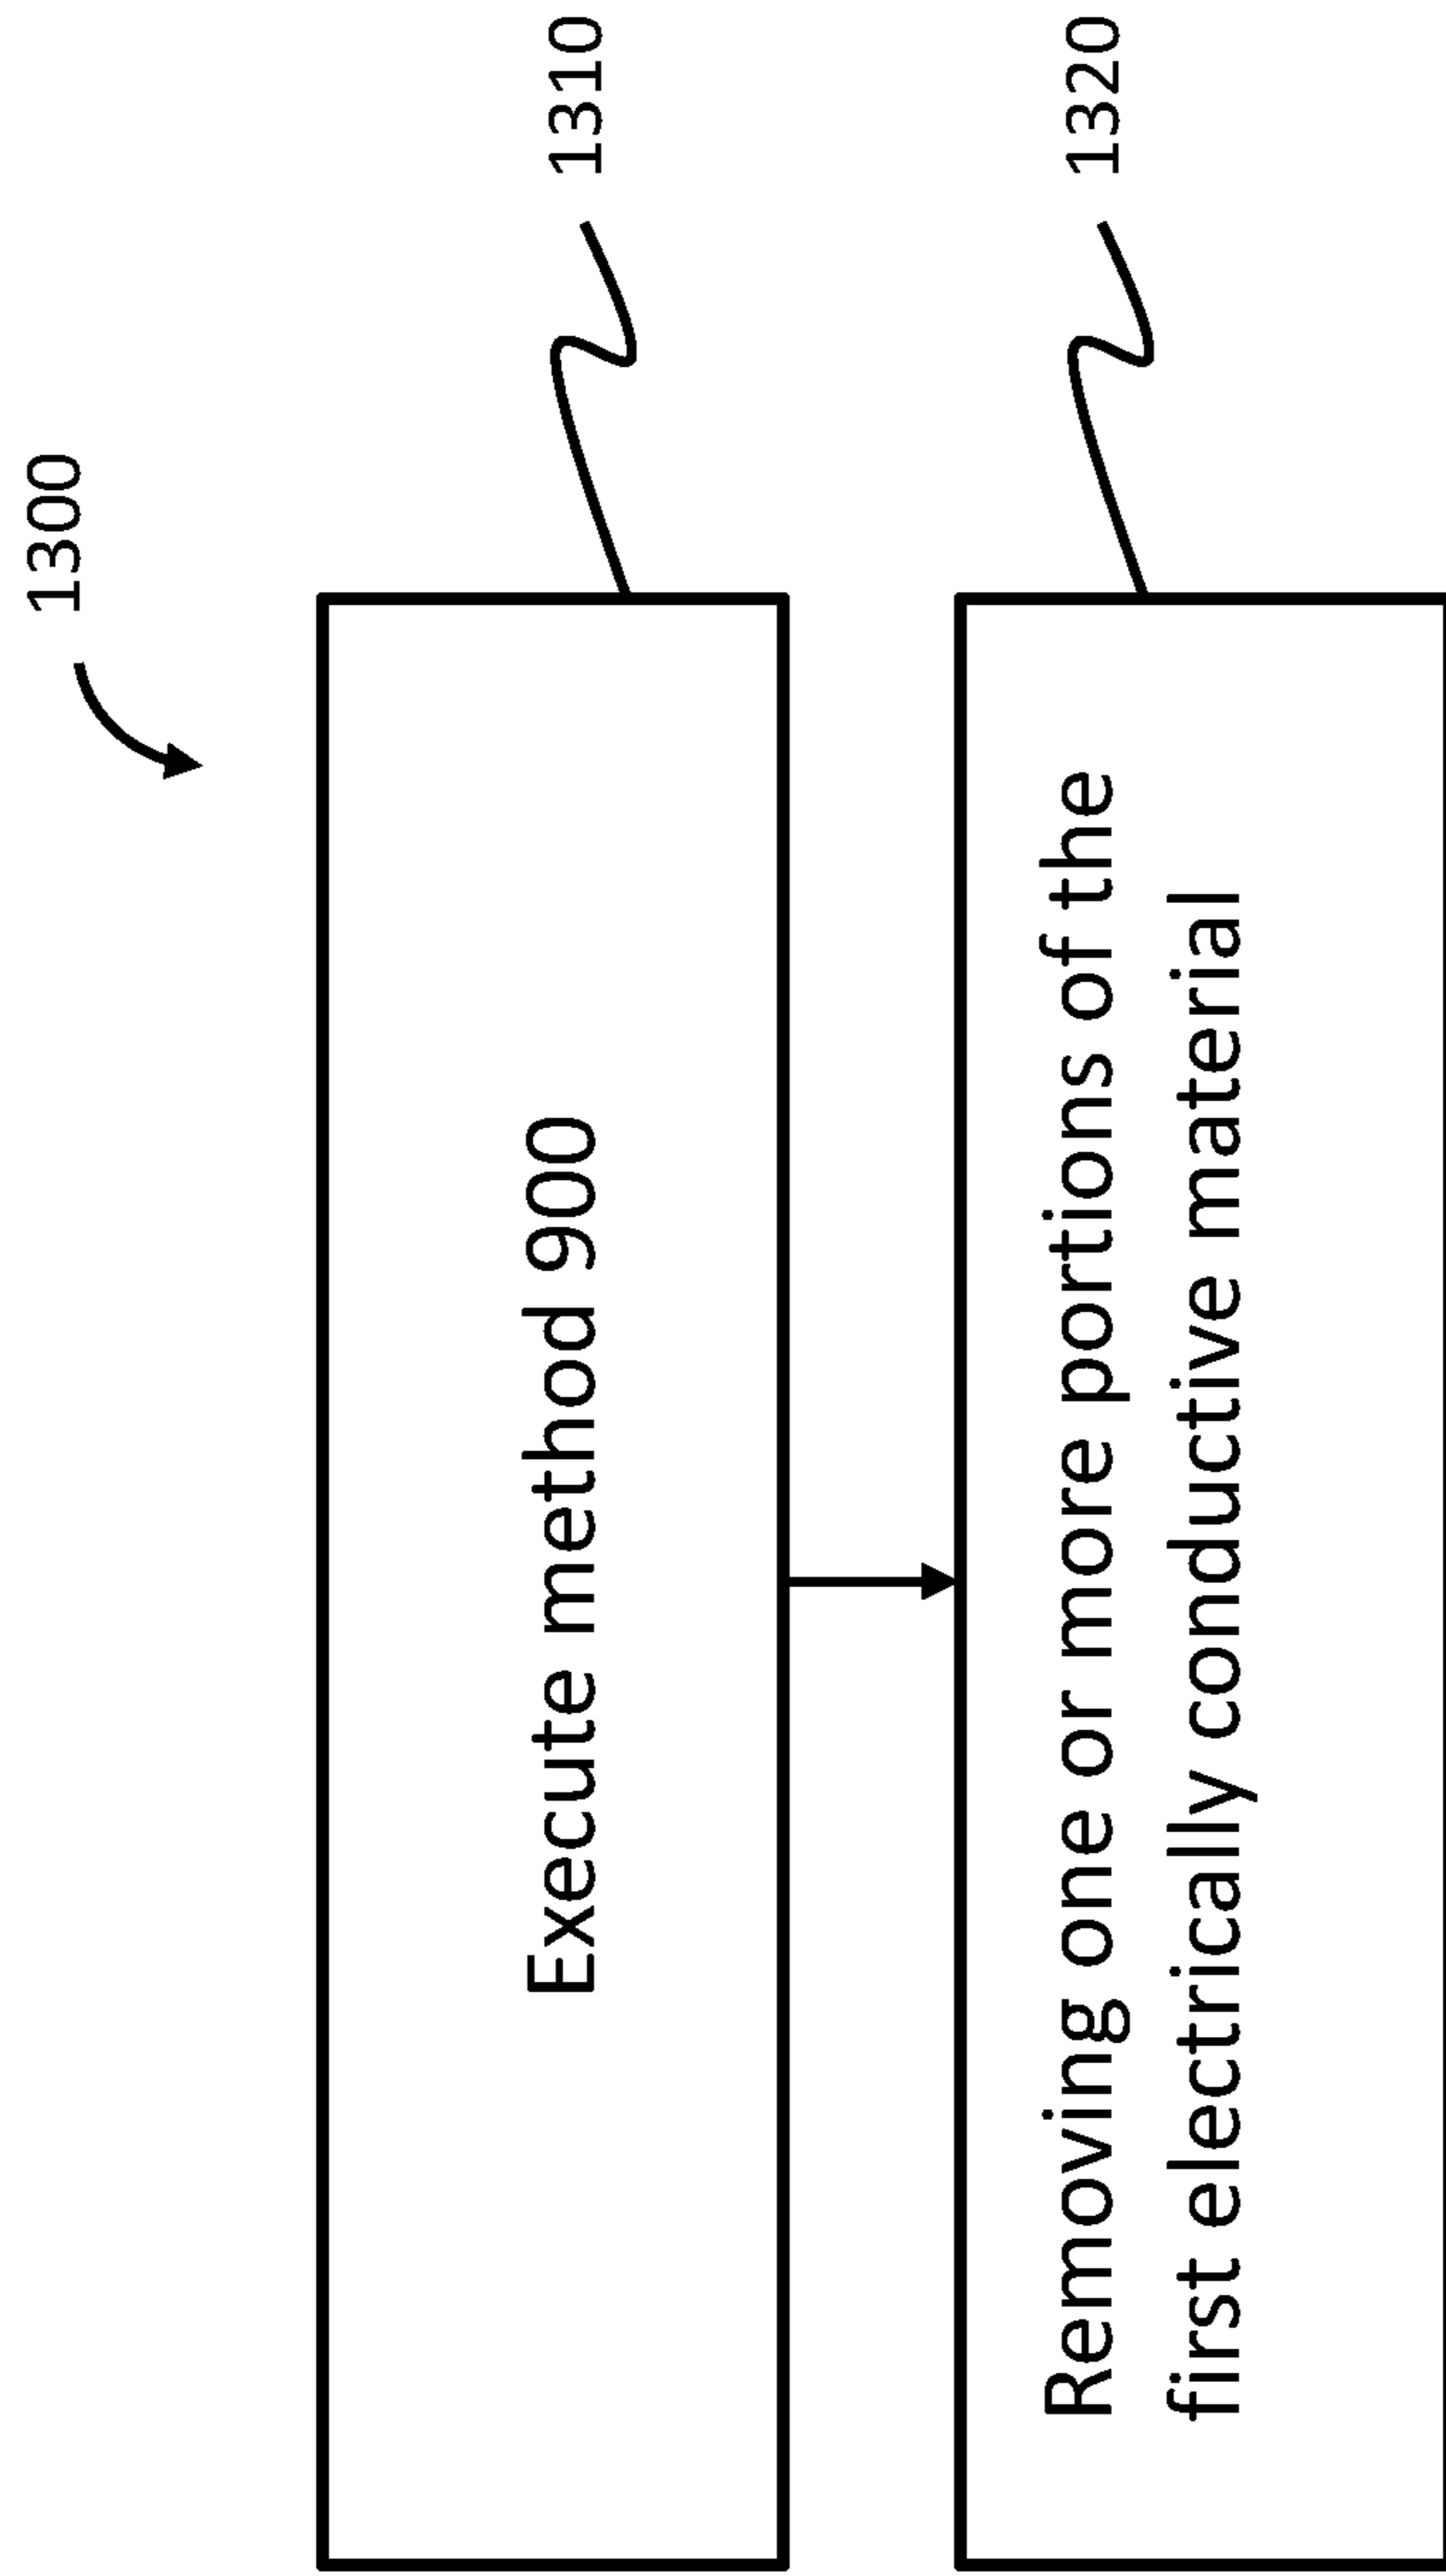 1300
Execute method 900
1310
Removing one or more portions of the
first electrically conductive material
1320